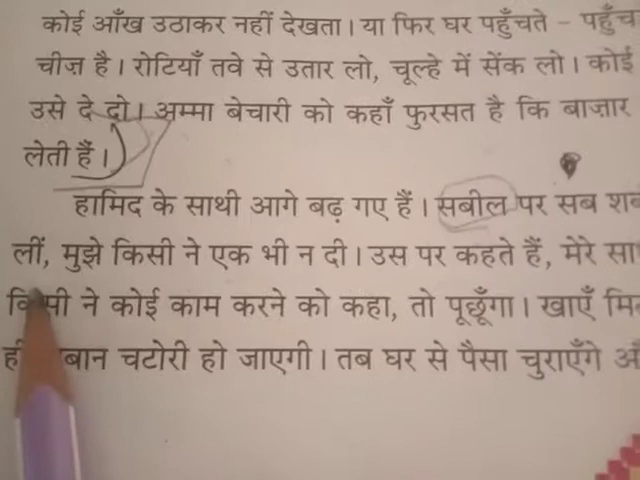 कोई आँख उठाकर नहीं देखता। या फिर घर पहुँचते – पहुँच
चीज़ है। रोटियाँ तवे से उतार लो, चूल्हे में सेंक लो। कोई
उसे दे दो। अम्मा बेचारी को कहाँ फुरसत है कि बाज़ार
लेती हैं।
हामिद के साथी आगे बढ़ गए हैं। सबील पर सब
लीं, मुझे किसी ने एक भी न दी। उस पर कहते हैं, मेरे
ने कोई काम करने को कहा, तो पूछूँगा। खाएँ
चटोरी हो जाएगी। तब घर से पैसा चुराएँगे